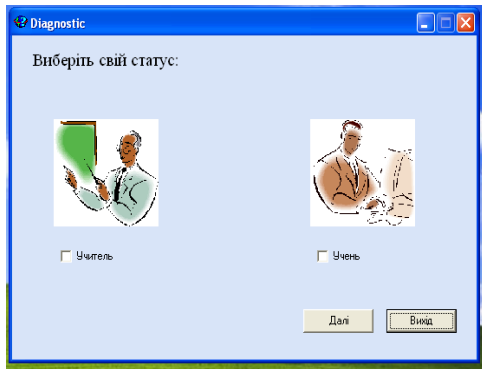 Diagnostic
Виберіть свій статус:
Учитель
Учень
Далі
Вихід